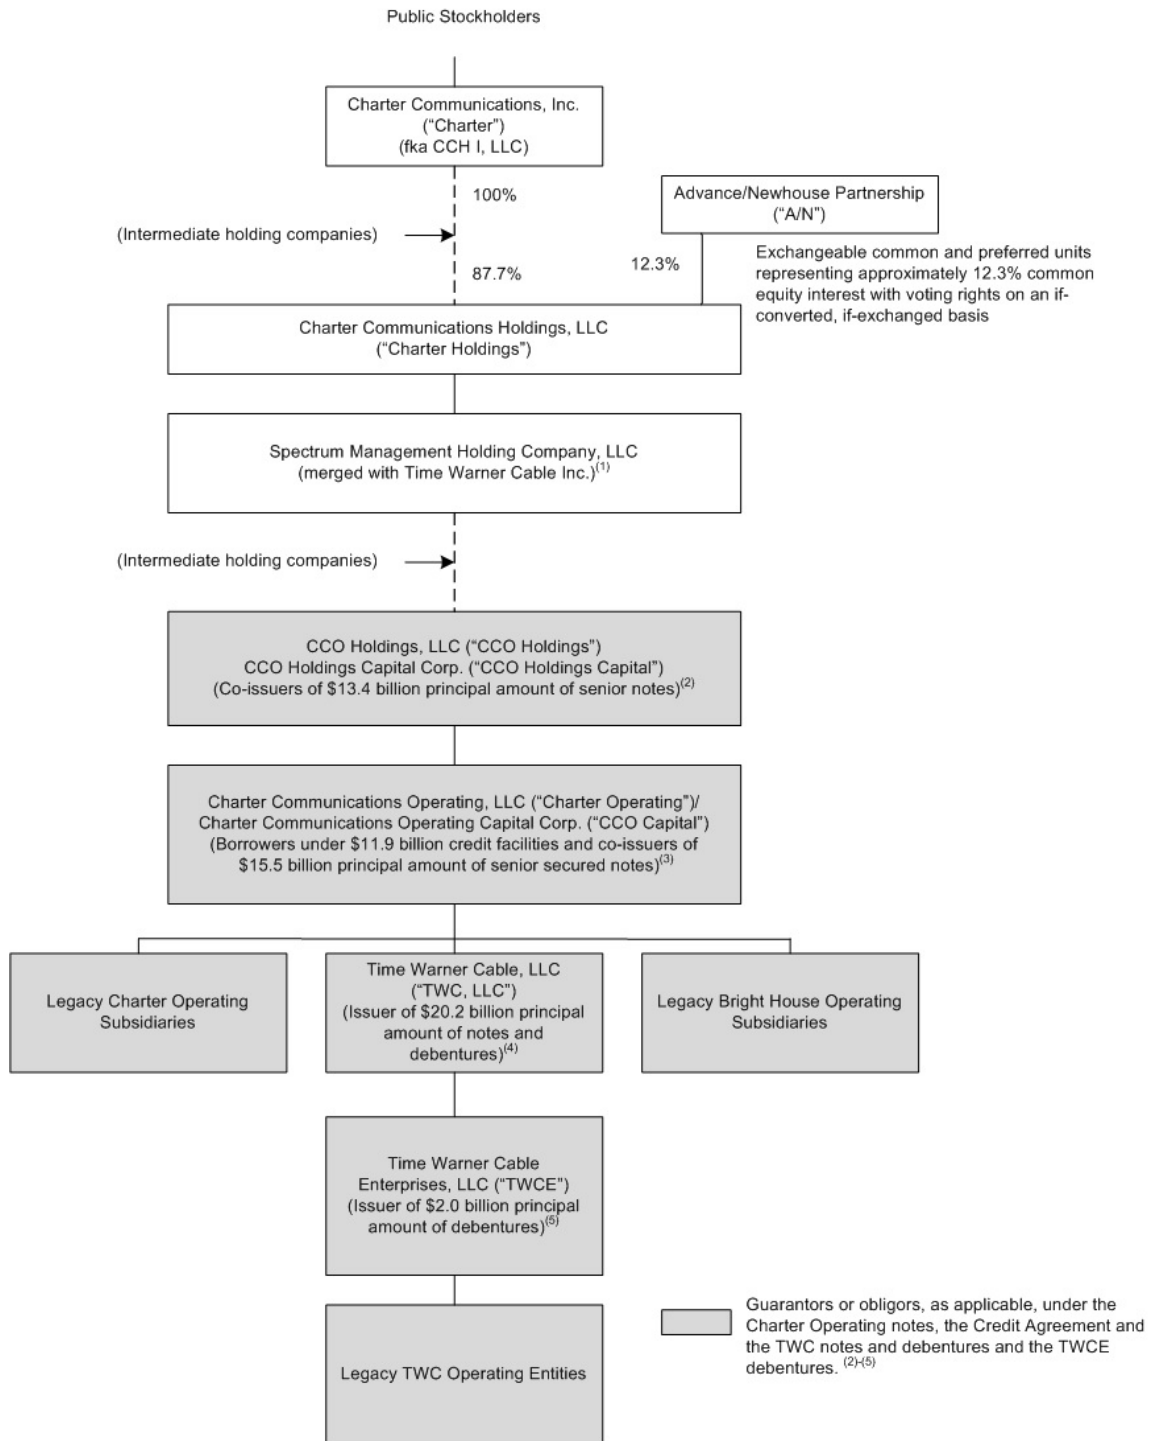 Public Stockholders
Charter Communications, Inc.
(“Charter”)
(fka CCH I, LLC)
100%
Advance/Newhouse Partnership
(“A/N”)
(Intermediate holding companies)
87.7%
12.3%
Exchangeable common and preferred units
representing approximately 12.3% common
equity interest with voting rights on an if-
converted, if-exchanged basis
Charter Communications Holdings, LLC
(“Charter Holdings”)
Spectrum Management Holding Company, LLC
(merged with Time Warner Cable Inc.)(1)
(Intermediate holding companies)
CCO Holdings, LLC (“CCO Holdings”)
CCO Holdings Capital Corp. (“CCO Holdings Capital”)
(Co-issuers of $13.4 billion principal amount of senior notes)(2)
Charter Communications Operating, LLC (“Charter Operating”)/
Charter Communications Operating Capital Corp. (“CCO Capital”)
(Borrowers under $11.9 billion credit facilities and co-issuers of
$15.5 billion principal amount of senior secured notes)(3)
Legacy Charter Operating
Subsidiaries
Time Warner Cable, LLC
(“TWC, LLC”)
(Issuer of $20.2 billion principal
amount of notes and
debentures)(4)
Legacy Bright House Operating
Subsidiaries
Time Warner Cable
Enterprises, LLC (“TWCE”)
(Issuer of $2.0 billion principal
amount of debentures)(5)
Legacy TWC Operating Entities
Guarantors or obligors, as applicable, under the
Charter Operating notes, the Credit Agreement and
the TWC notes and debentures and the TWCE
debentures. (2)-(5)